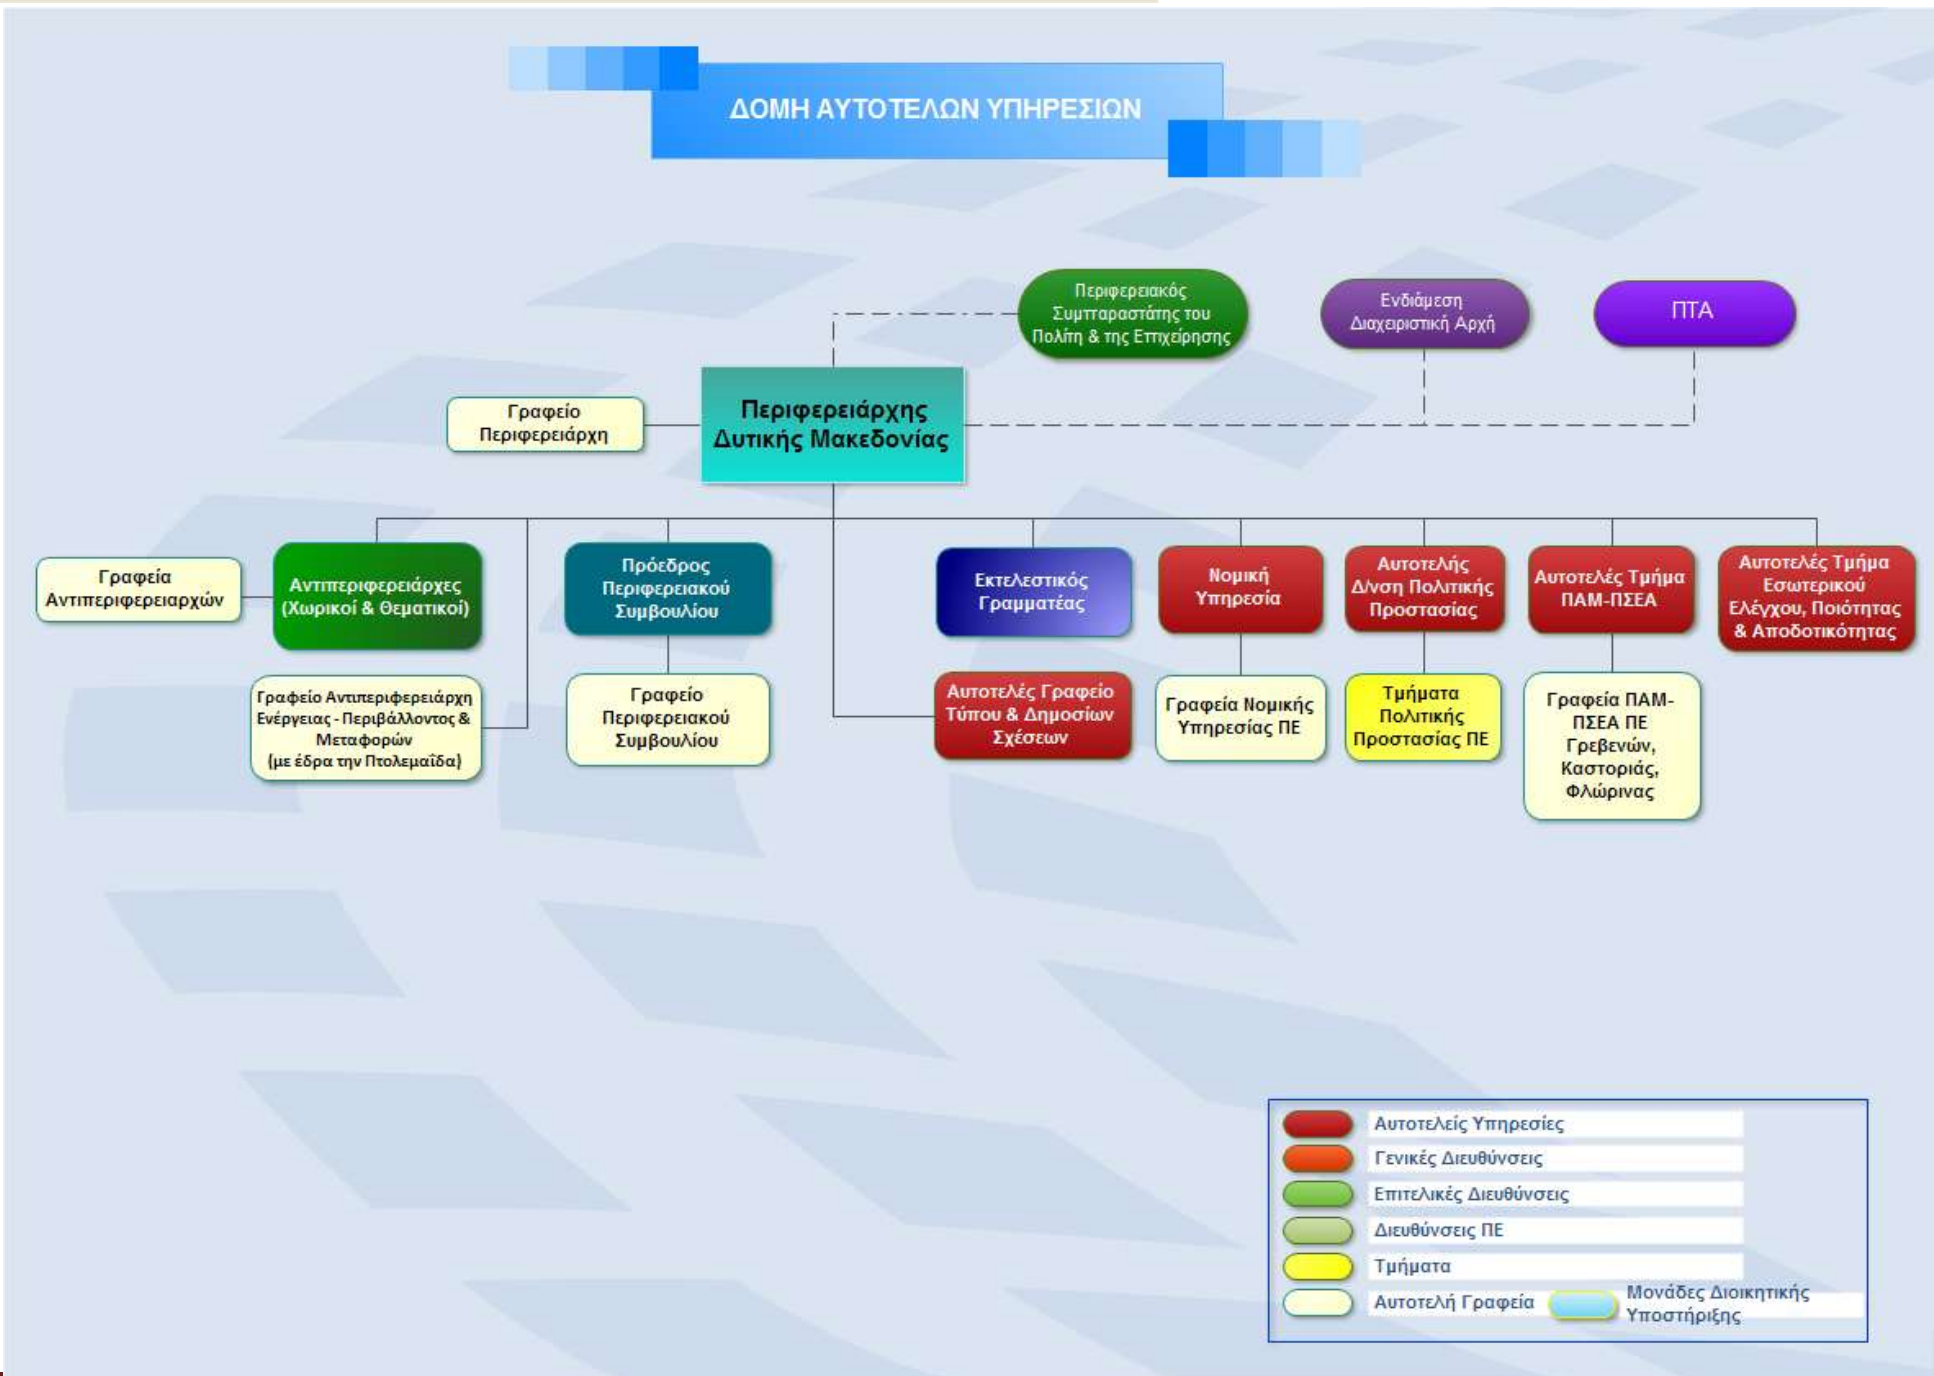 ΔΟΜΗ ΑΥΤΟΤΕΛΩΝ ΥΠΗΡΕΣΙΩΝ
Περιφερειακός
Συμπαραστάτης του
Πολίτη & της Επιχείρησης
Ενδιάμεση
Διαχειριστική Αρχή
ΠΤΑ
Γραφείο
Περιφερειάρχη
Περιφερειάρχης
Δυτικής Μακεδονίας
Γραφεία
Αντιπεριφερειαρχών
Αντιπεριφερειάρχες
(Χωρικοί & Θεματικοί)
Πρόεδρος
Περιφερειακού
Συμβουλίου
Εκτελεστικός
Γραμματέας
Νομική
Υπηρεσία
Αυτοτελής
Δ/νση Πολιτικής
Προστασίας
Αυτοτελές Τμήμα
ΠΑΜ-ΠΣΕΑ
Αυτοτελές Τμήμα
Εσωτερικού
Ελέγχου, Ποιότητας
& Αποδοτικότητας
Γραφείο Αντιπεριφερειάρχη
Ενέργειας - Περιβάλλοντος &
Μεταφορών
(με έδρα την Πτολεμαΐδα)
Γραφείο
Περιφερειακού
Συμβουλίου
Αυτοτελές Γραφείο
Τύπου & Δημοσίων
Σχέσεων
Γραφεία Νομικής
Υπηρεσίας ΠΕ
Τμήματα
Πολιτικής
Προστασίας ΠΕ
Γραφεία ΠΑΜ-
ΠΣΕΑ ΠΕ
Γρεβενών,
Καστοριάς,
Φλώρινας
Αυτοτελείς Υπηρεσίες
Γενικές Διευθύνσεις
Επιτελικές Διευθύνσεις
Διευθύνσεις ΠΕ
Τμήματα
Αυτοτελή Γραφεία
Μονάδες Διοικητικής
Υποστήριξης